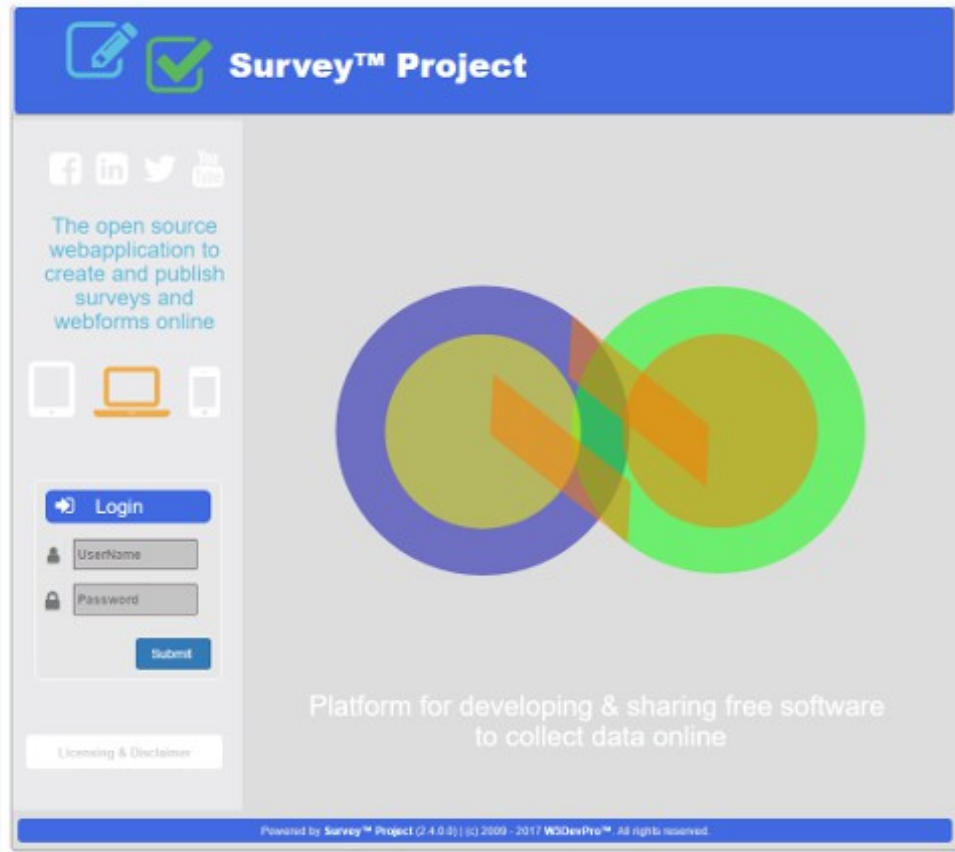 Survey™ Project
You
Tube
The open source
webapplication to
create and publish
surveys and
webforms online
Login
UserName
Password
Submit
Licensing & Disclaimer
Platform for developing & sharing free software
to collect data online
Powered by Survey™ Project (2.4.0.0) | (c) 2009 - 2017 W3DevPro™. All rights reserved.